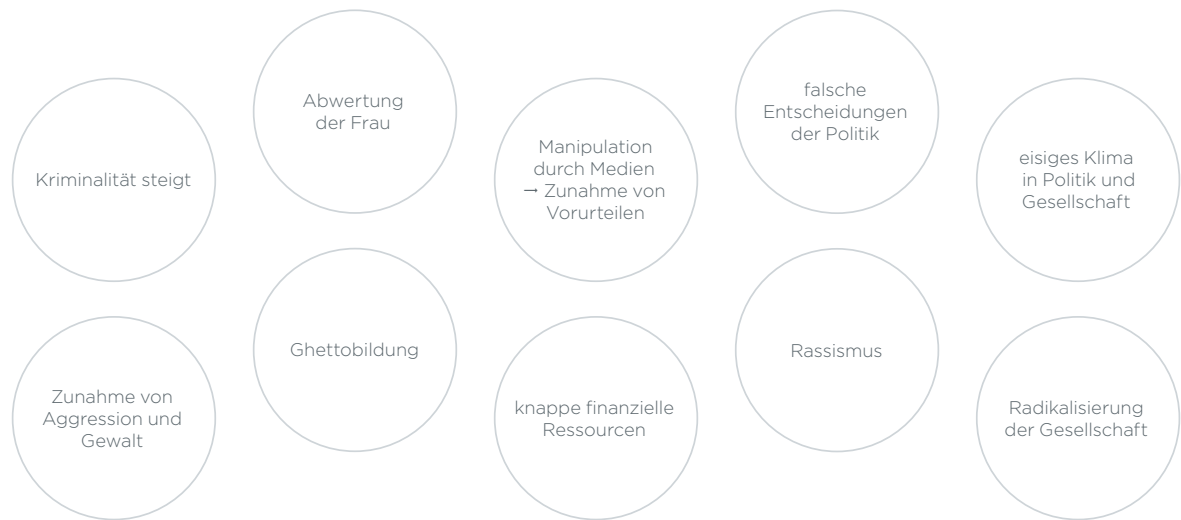 Kriminalität steigt
Abwertung
der Frau
Manipulation
durch Medien
→ Zunahme von
Vorurteilen
falsche
Entscheidungen
der Politik
eisiges Klima
in Politik und
Gesellschaft
Zunahme von
Aggression und
Gewalt
Ghettobildung
knappe finanzielle
Ressourcen
Rassismus
Radikalisierung
der Gesellschaft